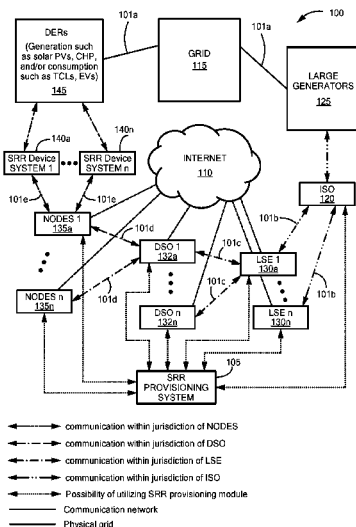 100
101a
101a
DERs
(Generation such
as solar PVs, CHP,
and/or consumption
such as TCLs, EVs)
145
GRID
115
LARGE
GENERATORS
125
140a
140n
SRR Device
SYSTEM 1
SRR Device
SYSTEM n
INTERNET
110
ISO
120
101e
101e
NODES 1
135a
101d
101b
DSO 1
132a
101c
LSE 1
130a
101b
101d
101c
NODES n
135n
DSO n
132n
LSE n
130n
105
SRR
PROVISIONING
SYSTEM
communication within jurisdiction of NODES
communication within jurisdiction of DSO
communication within jurisdiction of LSE
communication within jurisdiction of ISO
Possibility of utilizing SRR provisioning module
Communication network
Physical grid